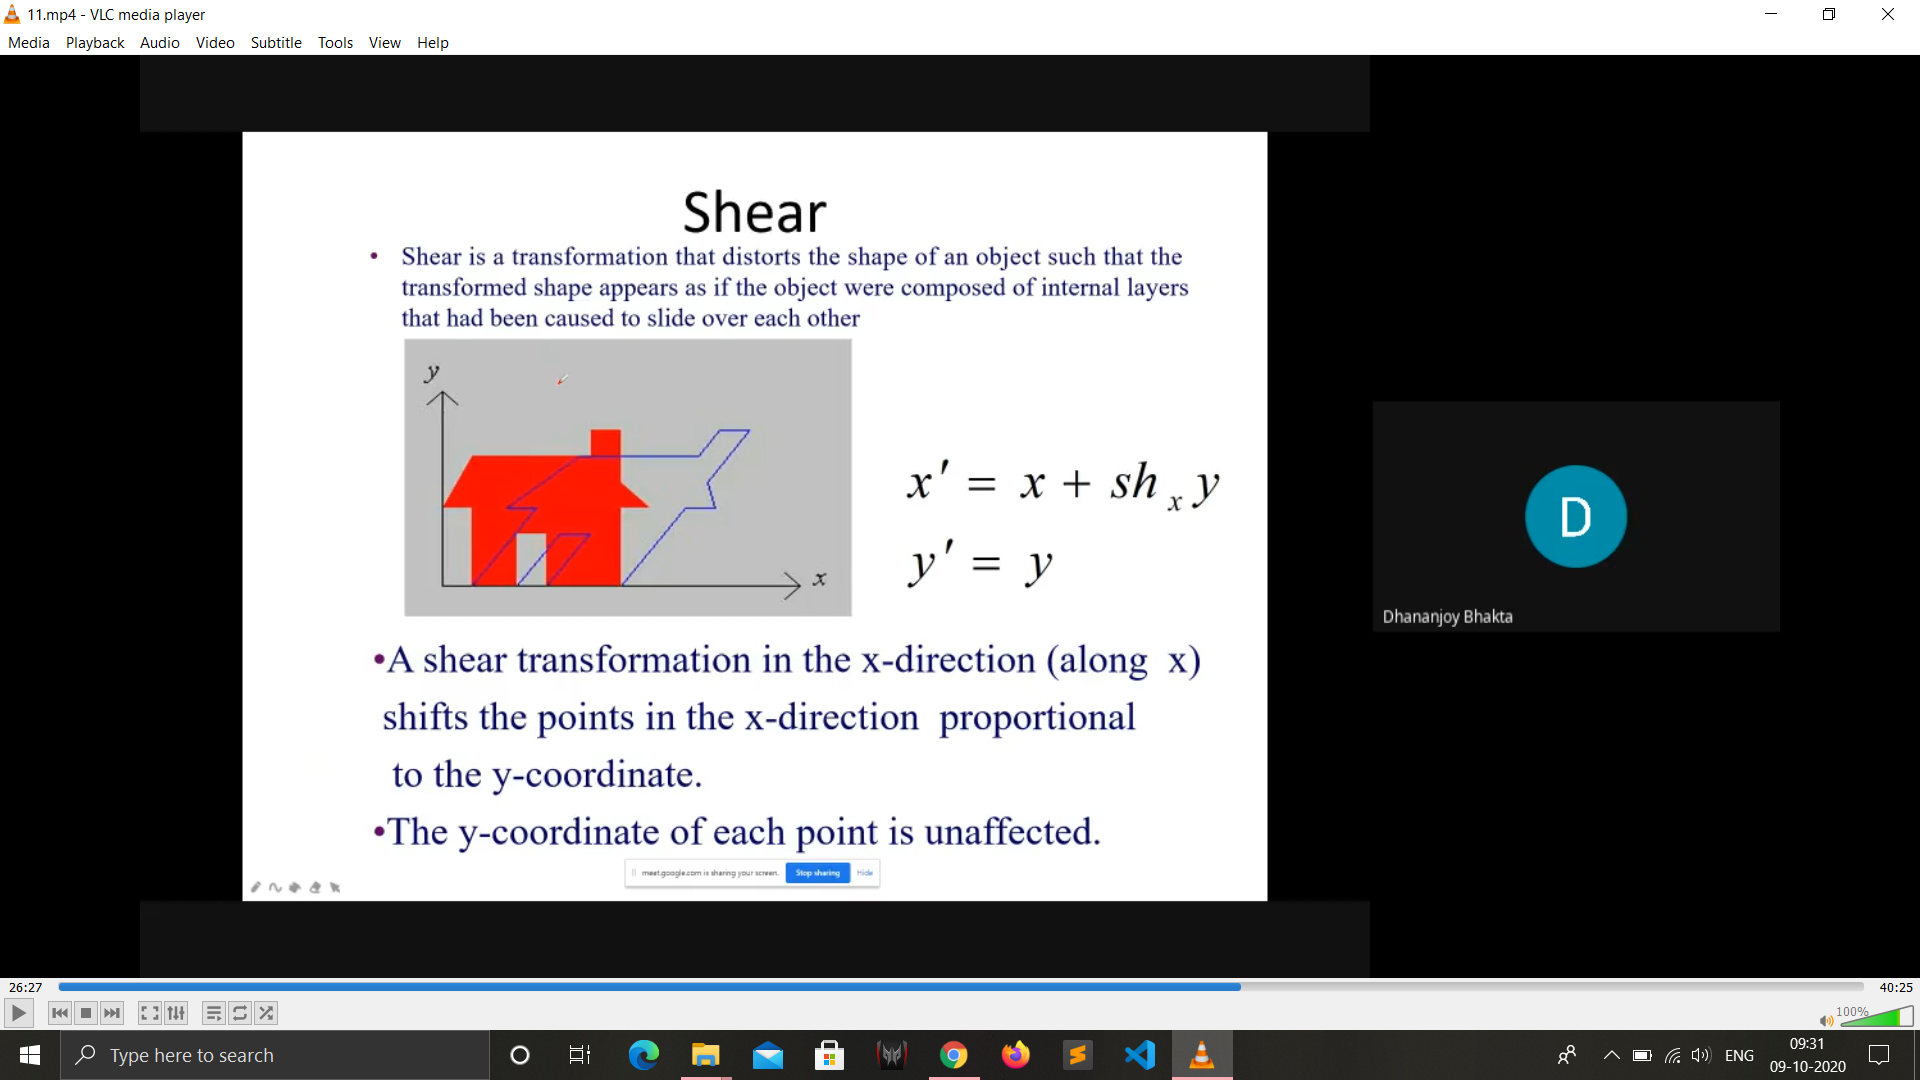 11.mp4 - VLC media player
Media Playback Audio Video Subtitle Tools View Help
Shear
• Shear is a transformation that distorts the shape of an object such that the
transformed shape appears as if the object were composed of internal layers
that had been caused to slide over each other
y
x
x' = x + sh x y
y' = y
•A shear transformation in the x-direction (along x)
shifts the points in the x-direction proportional
to the y-coordinate.
•The y-coordinate of each point is unaffected.
meet.google.com is sharing your screen. Stop sharing Hide
D
Dhananjoy Bhakta
26:27
40:25
100%
Type here to search
ENG
09:31
09-10-2020